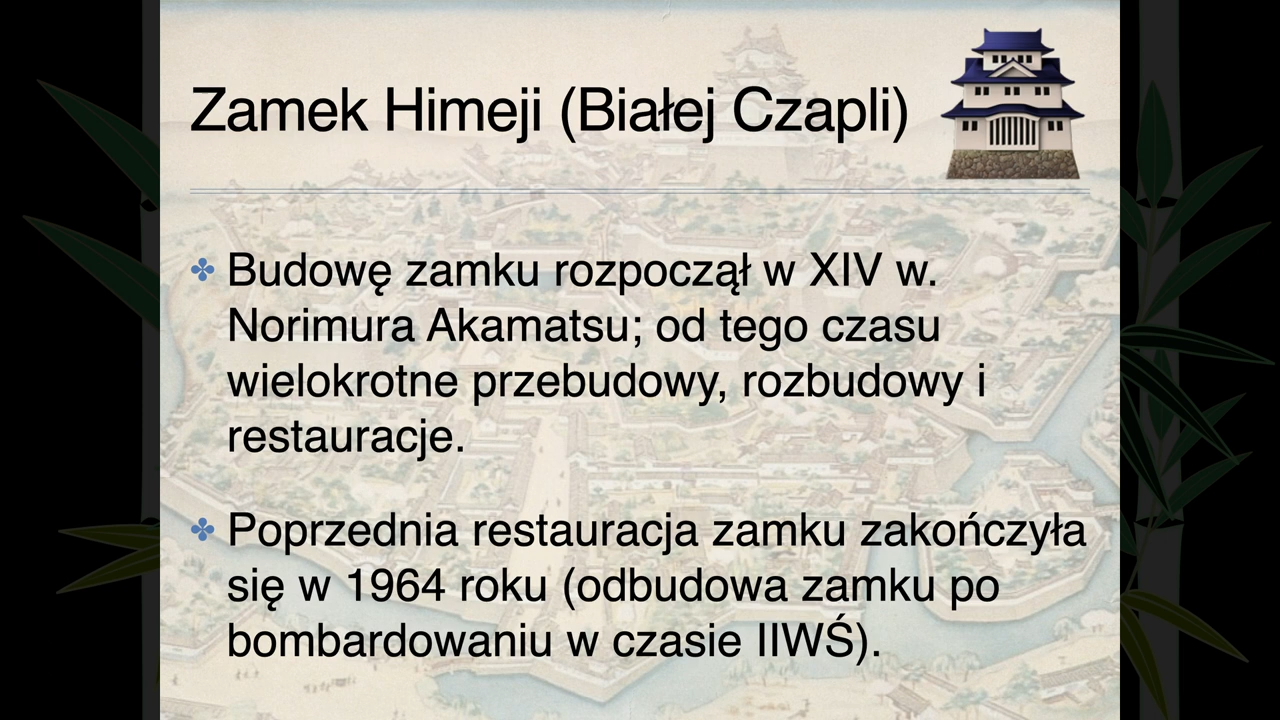 Zamek Himeji (Białej Czapli)
Budowę zamku rozpoczął w XIV w.
Norimura Akamatsu; od tego czasu
wielokrotne przebudowy, rozbudowy i
restauracje.
Poprzednia restauracja zamku zakończyła
się w 1964 roku (odbudowa zamku po
bombardowaniu w czasie IIWŚ).